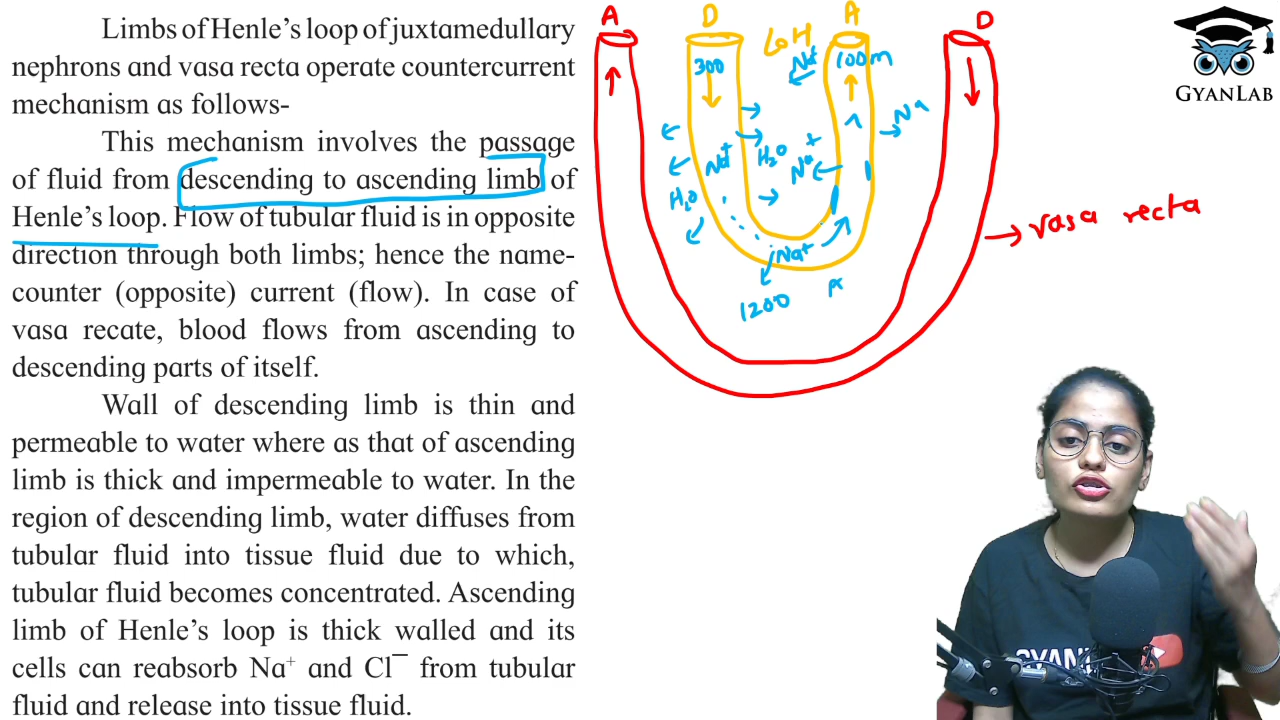 Limbs of Henle's loop of juxtamedullary
nephrons and vasa recta operate countercurrent
mechanism as follows-
This mechanism involves the passage
of fluid from descending to ascending limb of
Henle's loop. Flow of tubular fluid is in opposite
direction through both limbs; hence the name-
counter (opposite) current (flow). In case of
vasa recate, blood flows from ascending to
descending parts of itself.
Wall of descending limb is thin and
permeable to water where as that of ascending
limb is thick and impermeable to water. In the
region of descending limb, water diffuses from
tubular fluid into tissue fluid due to which,
tubular fluid becomes concentrated. Ascending
limb of Henle's loop is thick walled and its
cells can reabsorb Na⁺ and Cl⁻ from tubular
fluid and release into tissue fluid.
A
D
LOH
A
D
300
Na⁺
100m
Na
Na⁺
H₂O
Na⁺
H₂O
Na⁺
1200
vasa recta
GYANLAB
GYAN